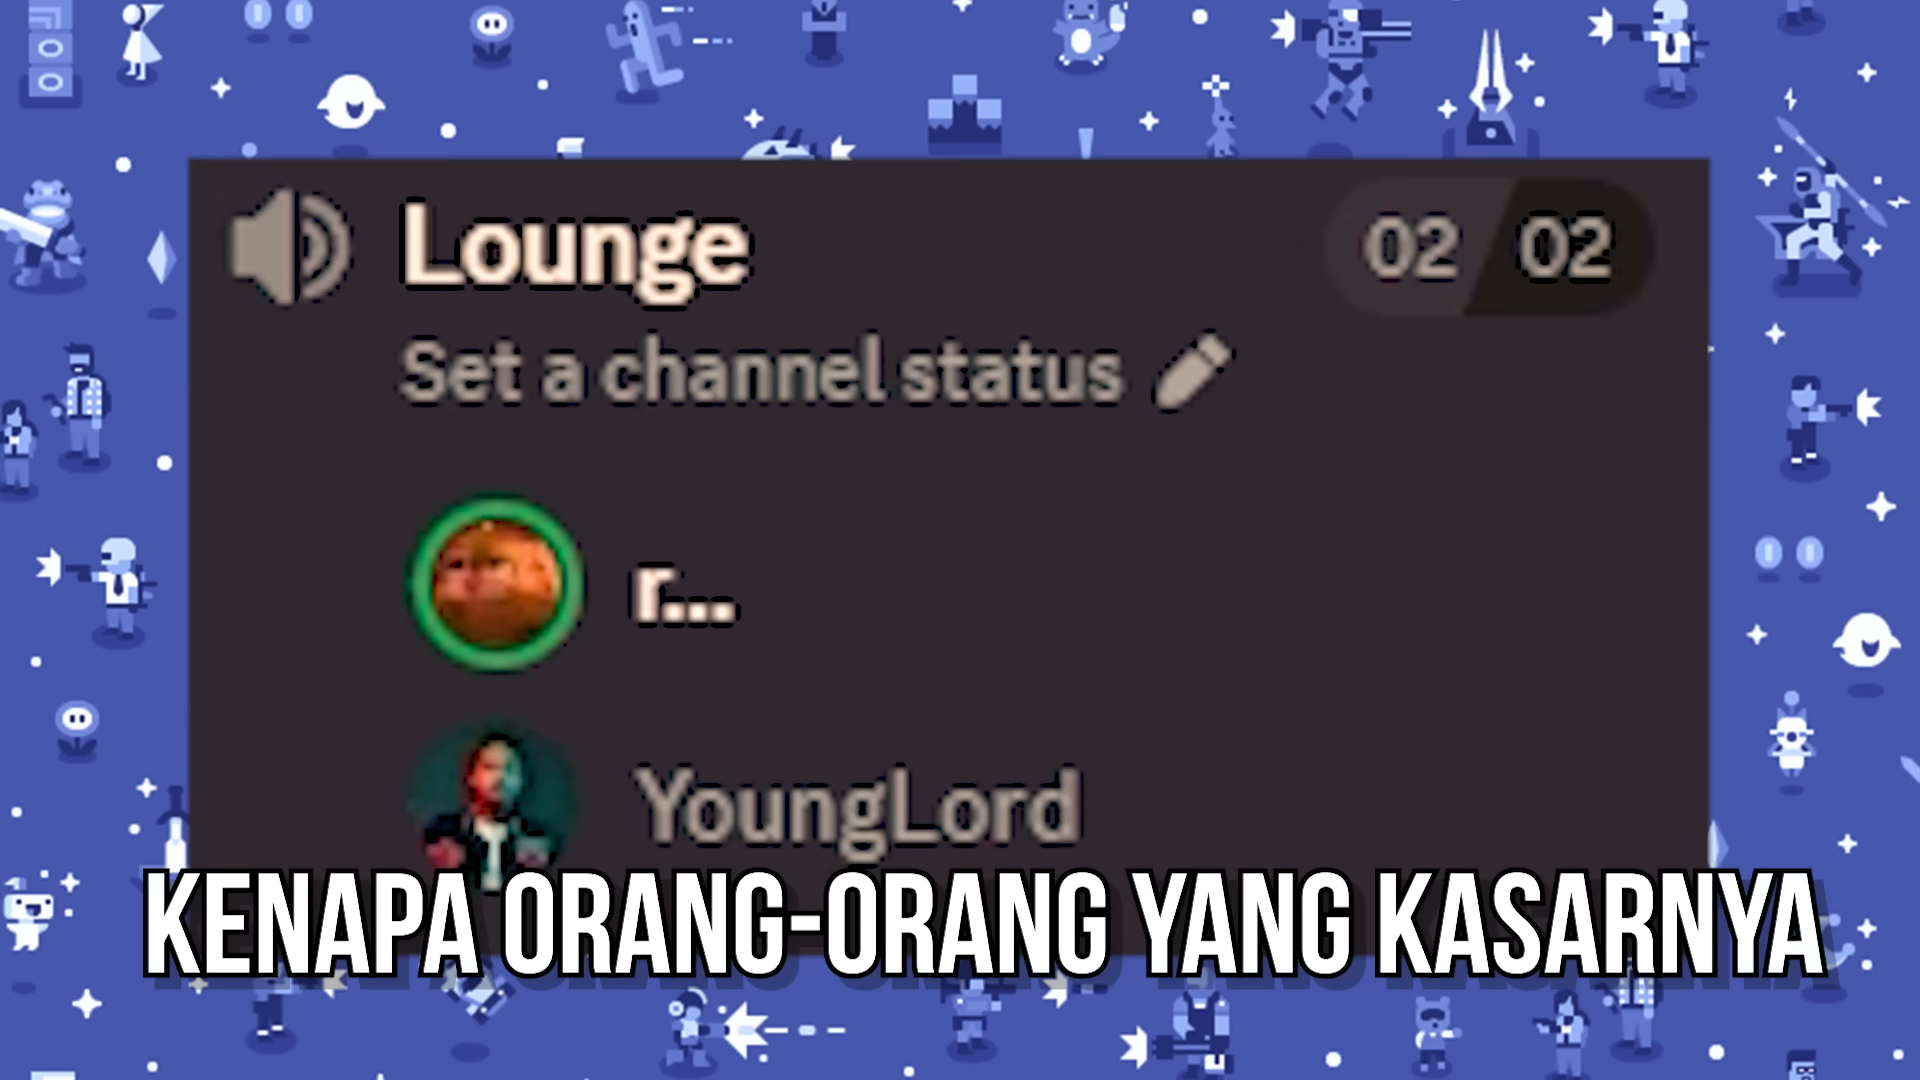 Lounge 02 02
Set a channel status
r...
YoungLord
KENAPA ORANG-ORANG YANG KASARNYA